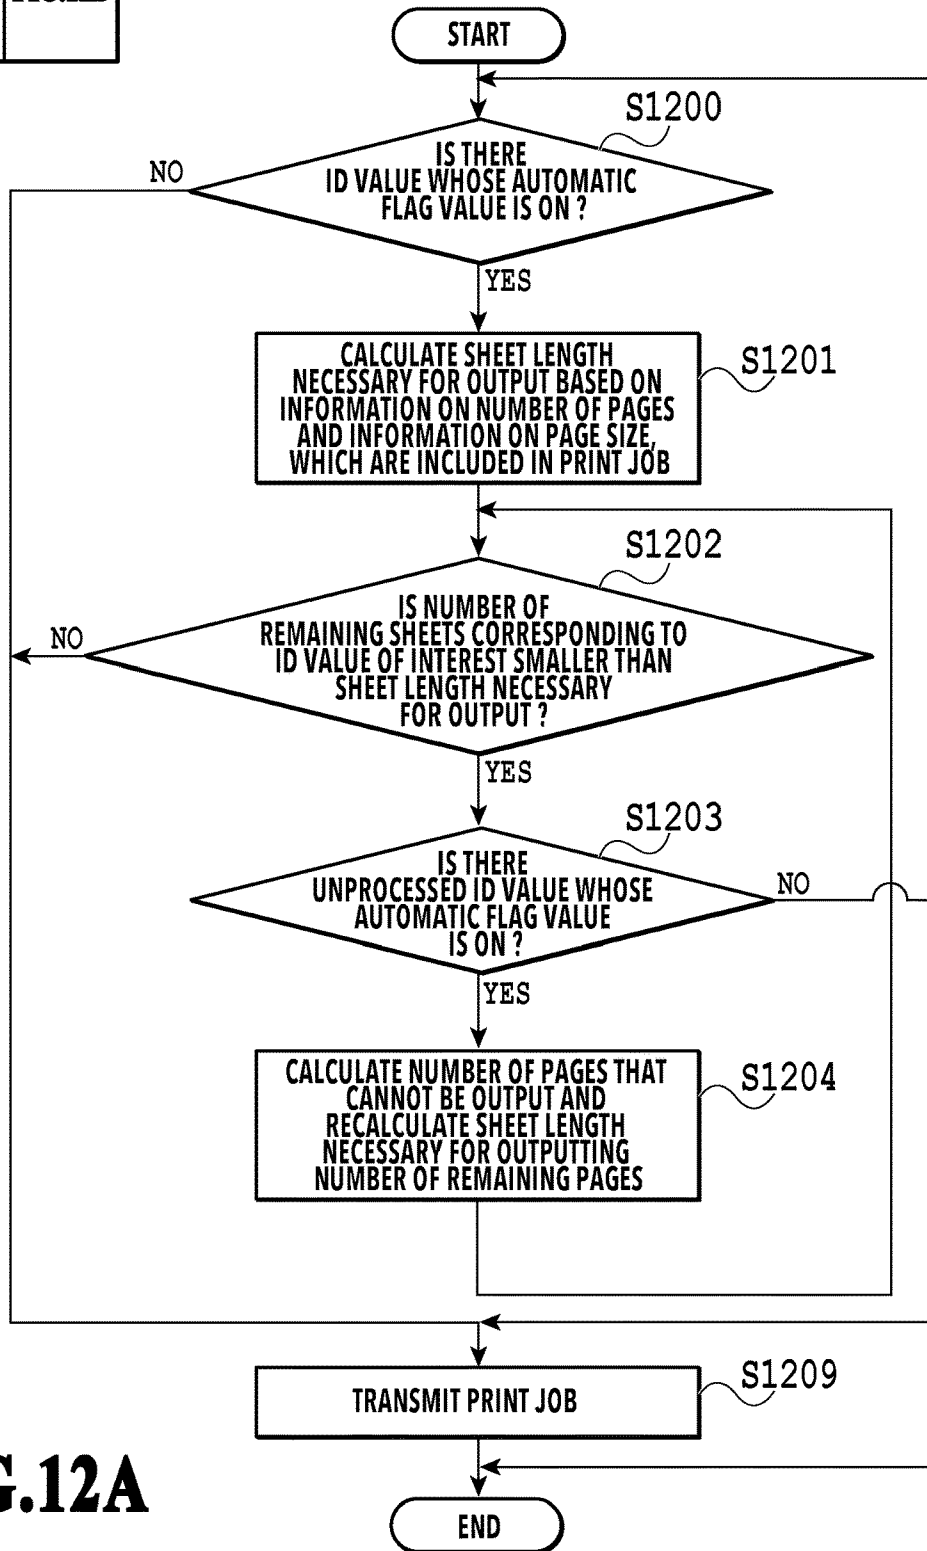 START
S1200
NO
IS THERE
ID VALUE WHOSE AUTOMATIC
FLAG VALUE IS ON ?
YES
CALCULATE SHEET LENGTH
NECESSARY FOR OUTPUT BASED ON
INFORMATION ON NUMBER OF PAGES
AND INFORMATION ON PAGE SIZE,
WHICH ARE INCLUDED IN PRINT JOB
S1201
S1202
NO
IS NUMBER OF
REMAINING SHEETS CORRESPONDING TO
ID VALUE OF INTEREST SMALLER THAN
SHEET LENGTH NECESSARY
FOR OUTPUT ?
YES
S1203
IS THERE
UNPROCESSED ID VALUE WHOSE
AUTOMATIC FLAG VALUE
IS ON ?
NO
YES
CALCULATE NUMBER OF PAGES THAT
CANNOT BE OUTPUT AND
RECALCULATE SHEET LENGTH
NECESSARY FOR OUTPUTTING
NUMBER OF REMAINING PAGES
S1204
TRANSMIT PRINT JOB
S1209
G.12A
END